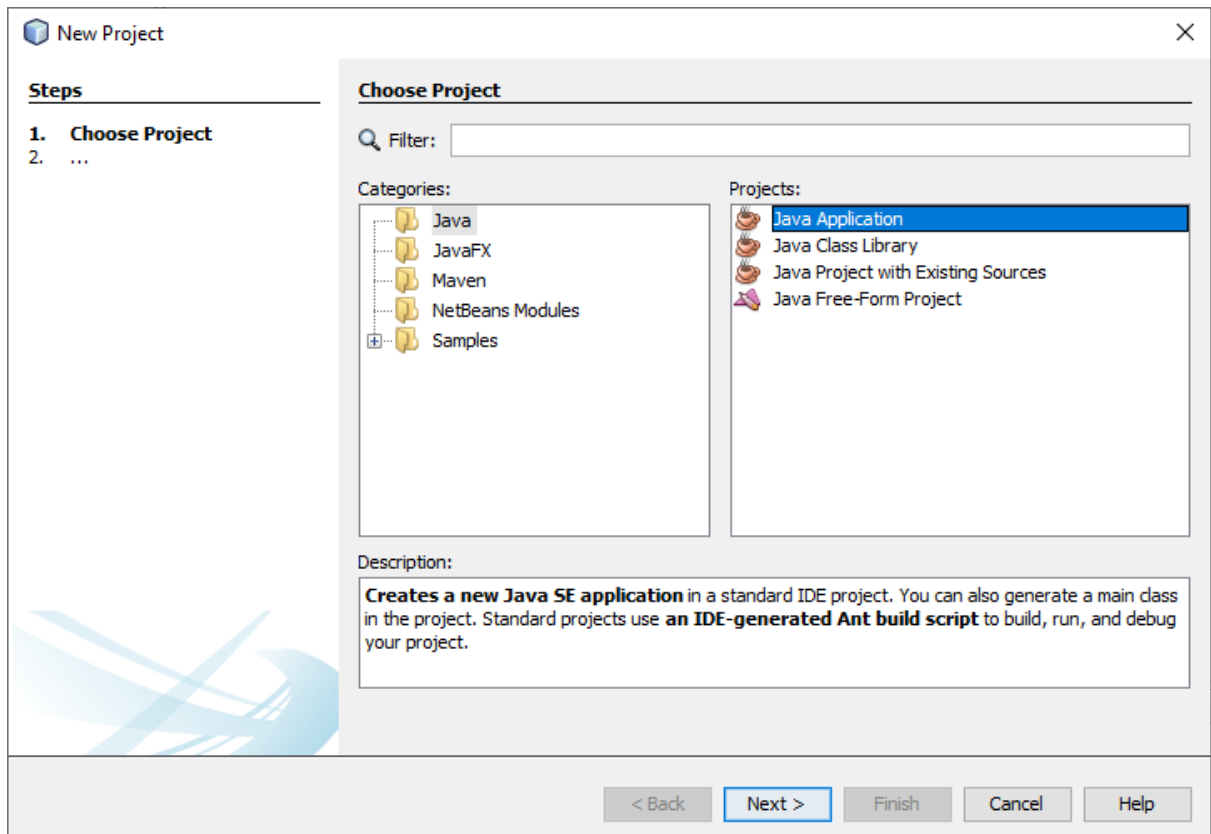 New Project
Steps
1. Choose Project
2. ...
Choose Project
Filter:
Categories:
Java
JavaFX
Maven
NetBeans Modules
Samples
Projects:
Java Application
Java Class Library
Java Project with Existing Sources
Java Free-Form Project
Description:
Creates a new Java SE application in a standard IDE project. You can also generate a main class
in the project. Standard projects use an IDE-generated Ant build script to build, run, and debug
your project.
< Back Next > Finish Cancel Help